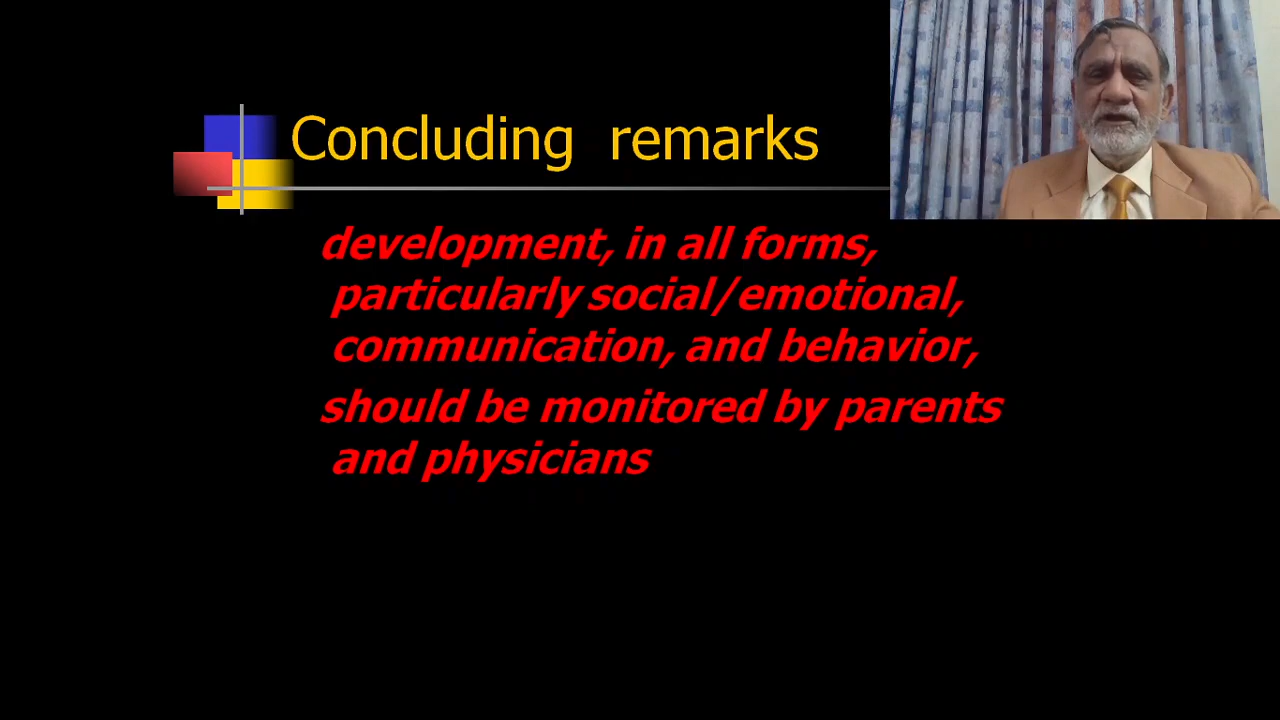 Concluding remarks
development, in all forms,
particularly social/emotional,
communication, and behavior,
should be monitored by parents
and physicians